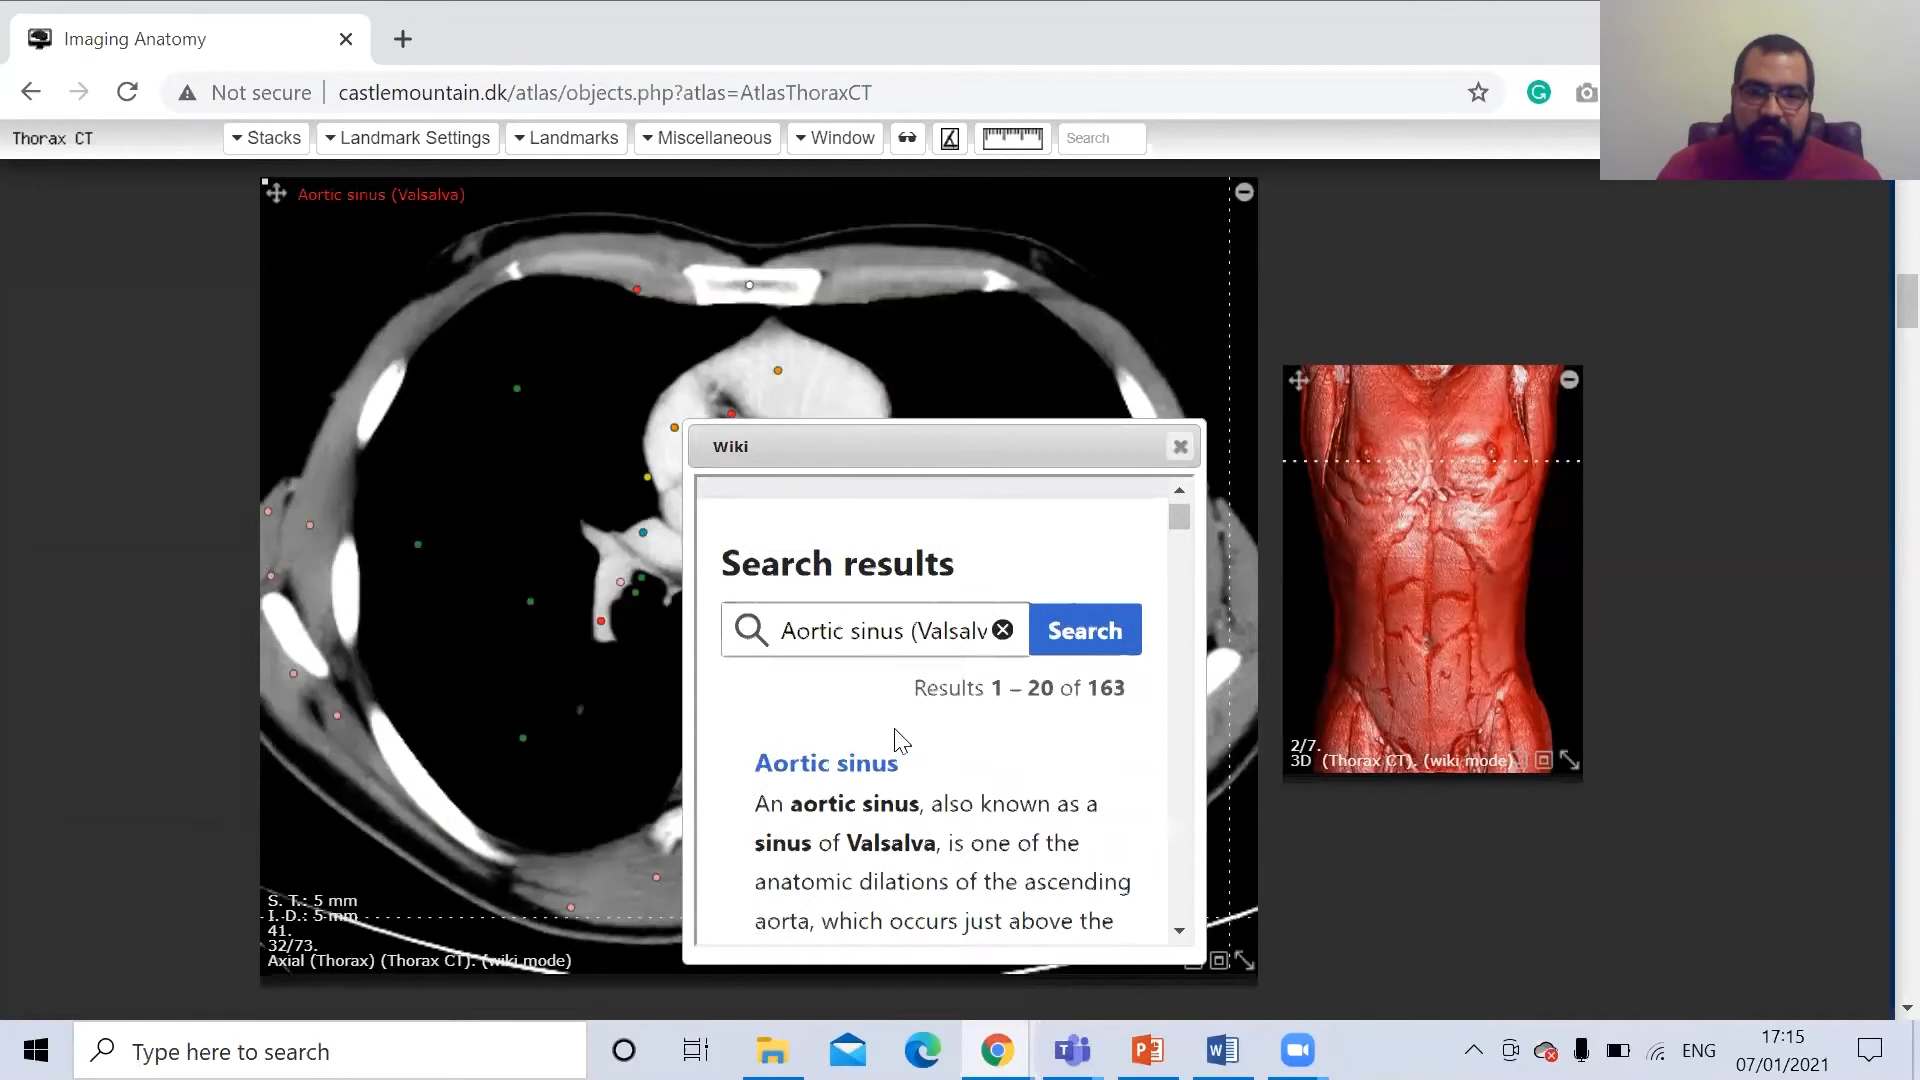 Imaging Anatomy
Not secure
castlemountain.dk/atlas/objects.php?atlas=AtlasThoraxCT
Thorax CT
Stacks
Landmark Settings
Landmarks
Miscellaneous
Window
Search
Aortic sinus (Valsalva)
Wiki
Search results
Aortic sinus (Valsalv
Search
Results 1 – 20 of 163
Aortic sinus
An aortic sinus, also known as a
sinus of Valsalva, is one of the
anatomic dilations of the ascending
aorta, which occurs just above the
S. T.: 5 mm
I. D.: 5 mm
41.
32/73.
Axial (Thorax) (Thorax CT). (wiki mode)
2/7.
3D (Thorax CT). (wiki mode)
Type here to search
ENG
17:15
07/01/2021